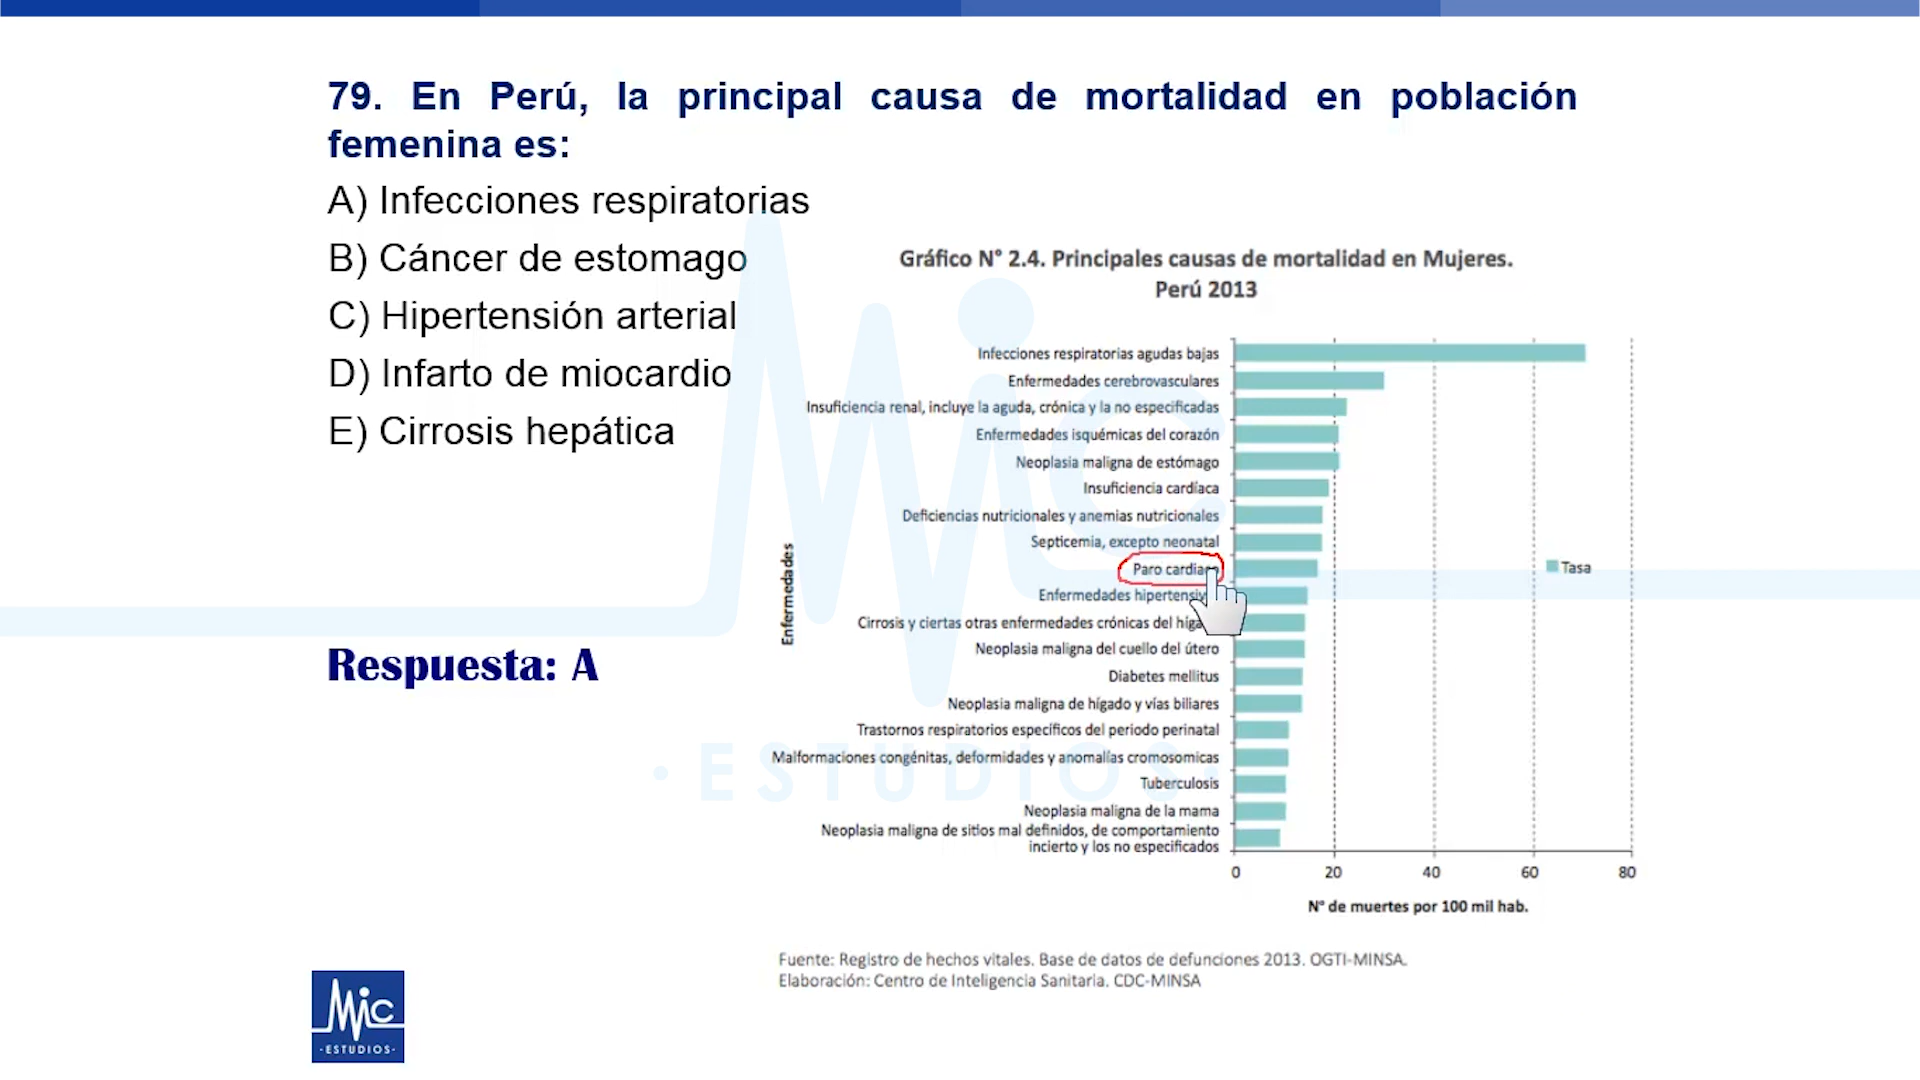 79. En Perú, la principal causa de mortalidad en población
femenina es:
A) Infecciones respiratorias
B) Cáncer de estomago
C) Hipertensión arterial
D) Infarto de miocardio
E) Cirrosis hepática
Respuesta: A
Gráfico N° 2.4. Principales causas de mortalidad en Mujeres.
Perú 2013
Enfermedades
Infecciones respiratorias agudas bajas
Enfermedades cerebrovasculares
Insuficiencia renal, incluye la aguda, crónica y la no especificadas
Enfermedades isquémicas del corazón
Neoplasia maligna de estómago
Insuficiencia cardíaca
Deficiencias nutricionales y anemias nutricionales
Septicemia, excepto neonatal
Paro
Enfermedades
Cirrosis y ciertas otras enfermedades crónicas del
Neoplasia maligna del cuello del útero
Diabetes mellitus
Neoplasia maligna de hígado y vías biliares
Trastornos respiratorios específicos del periodo perinatal
Malformaciones congénitas, deformidades y anomalías cromosomicas
Tuberculosis
Neoplasia maligna de la mama
Neoplasia maligna de sitios mal definidos, de comportamiento
incierto y los no especificados
Tasa
0 20 40 60 80
N° de muertes por 100 mil hab.
Fuente: Registro de hechos vitales. Base de datos de defunciones 2013. OGTI-MINSA.
Elaboración: Centro de Inteligencia Sanitaria. CDC-MINSA
Mic
·ESTUDIOS·
Mic
·ESTUDIOS·